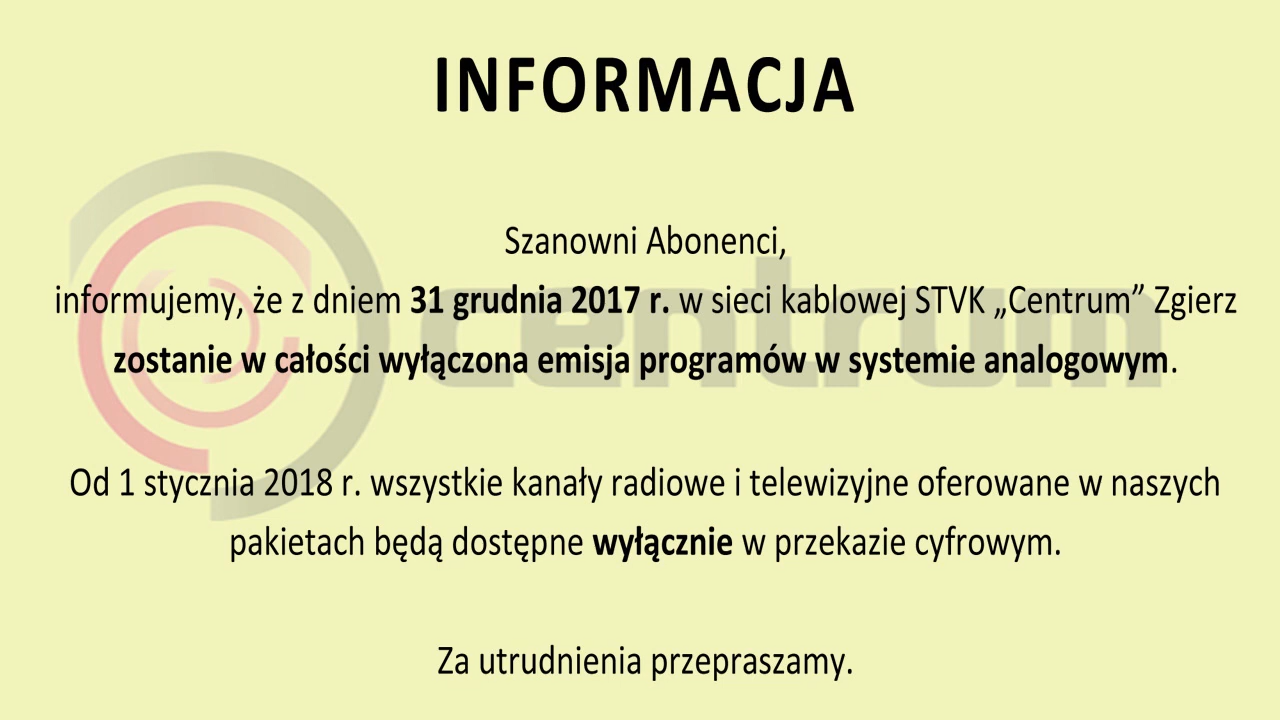 INFORMACJA
Szanowni Abonenci,
informujemy, że z dniem 31 grudnia 2017 r. w sieci kablowej STVK „Centrum” Zgierz
zostanie w całości wyłączona emisja programów w systemie analogowym.
Od 1 stycznia 2018 r. wszystkie kanały radiowe i telewizyjne oferowane w naszych
pakietach będą dostępne wyłącznie w przekazie cyfrowym.
Za utrudnienia przepraszamy.
centrum